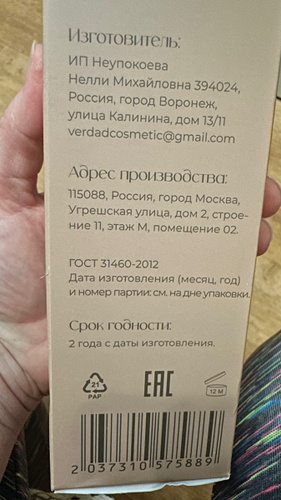 Изготовитель:
ИП Неупокоева
Нелли Михайловна 394024,
Россия, город Воронеж,
улица Калинина, дом 13/11
verdadcosmetic@gmail.com
Адрес производства:
115088, Россия, город Москва,
Угрешская улица, дом 2, строе-
ние 11, этаж М, помещение 02.
ГОСТ 31460-2012
Дата изготовления (месяц, год)
и номер партии: см. на дне упаковки.
Срок годности:
2 года с даты изготовления.
21
PAP
EAC
12 M
2 037310 575889